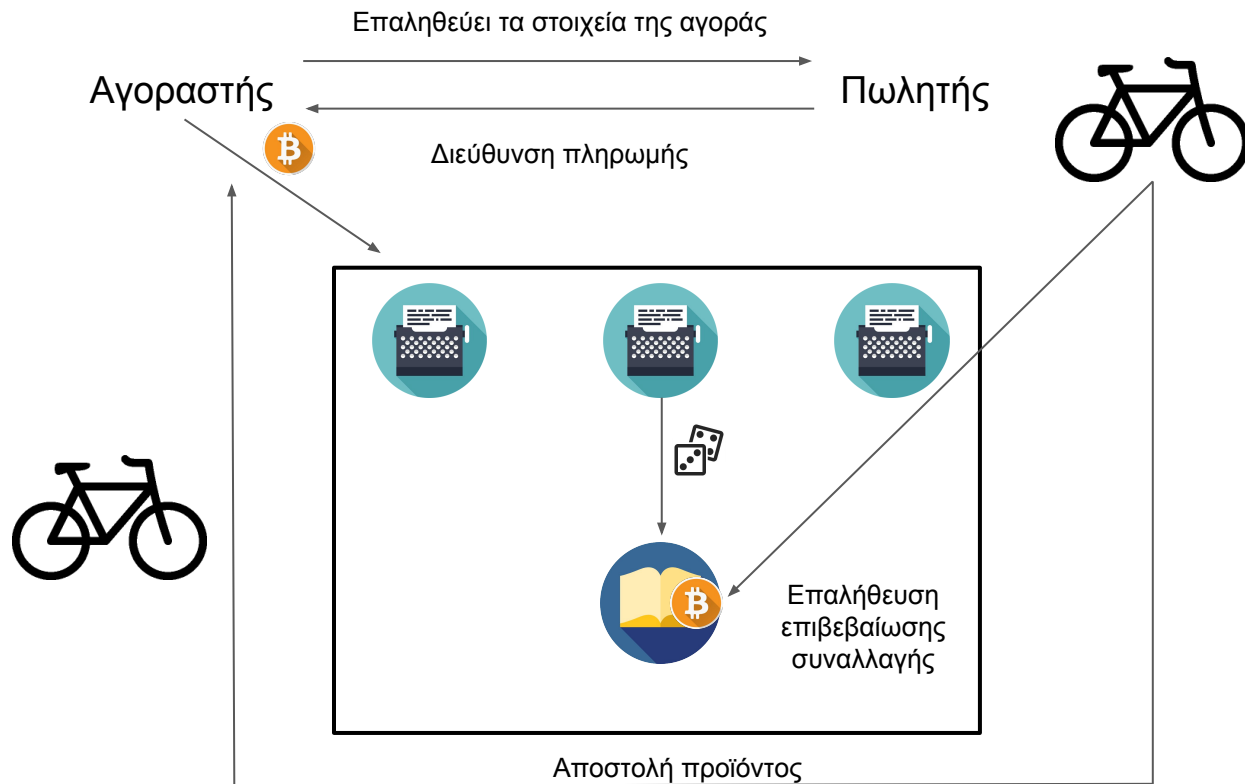 Επαληθεύει τα στοιχεία της αγοράς
Αγοραστής
Πωλητής
Διεύθυνση πληρωμής
Επαλήθευση
επιβεβαίωσης
συναλλαγής
Αποστολή προϊόντος